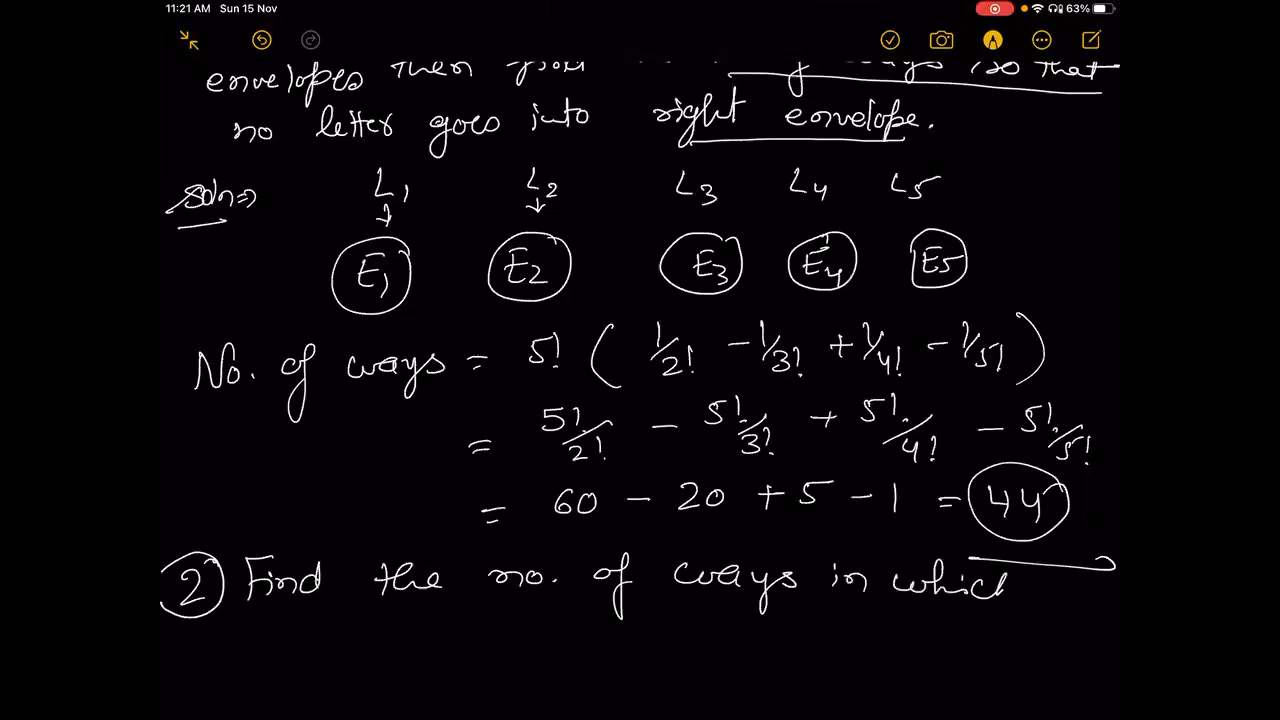 11:21 AM Sun 15 Nov 63%
envelopes then so that
no letter goes into right envelope.
Soln⇒ L₁ L₂ L₃ L₄ L₅
↓ ↓
E₁ E₂ E₃ E₄ E₅
No. of ways = 5! ( 1/2! - 1/3! + 1/4! - 1/5! )
= 5!/2! - 5!/3! + 5!/4! - 5!/5!
= 60 - 20 + 5 - 1 = 44
2 Find the no. of ways in which